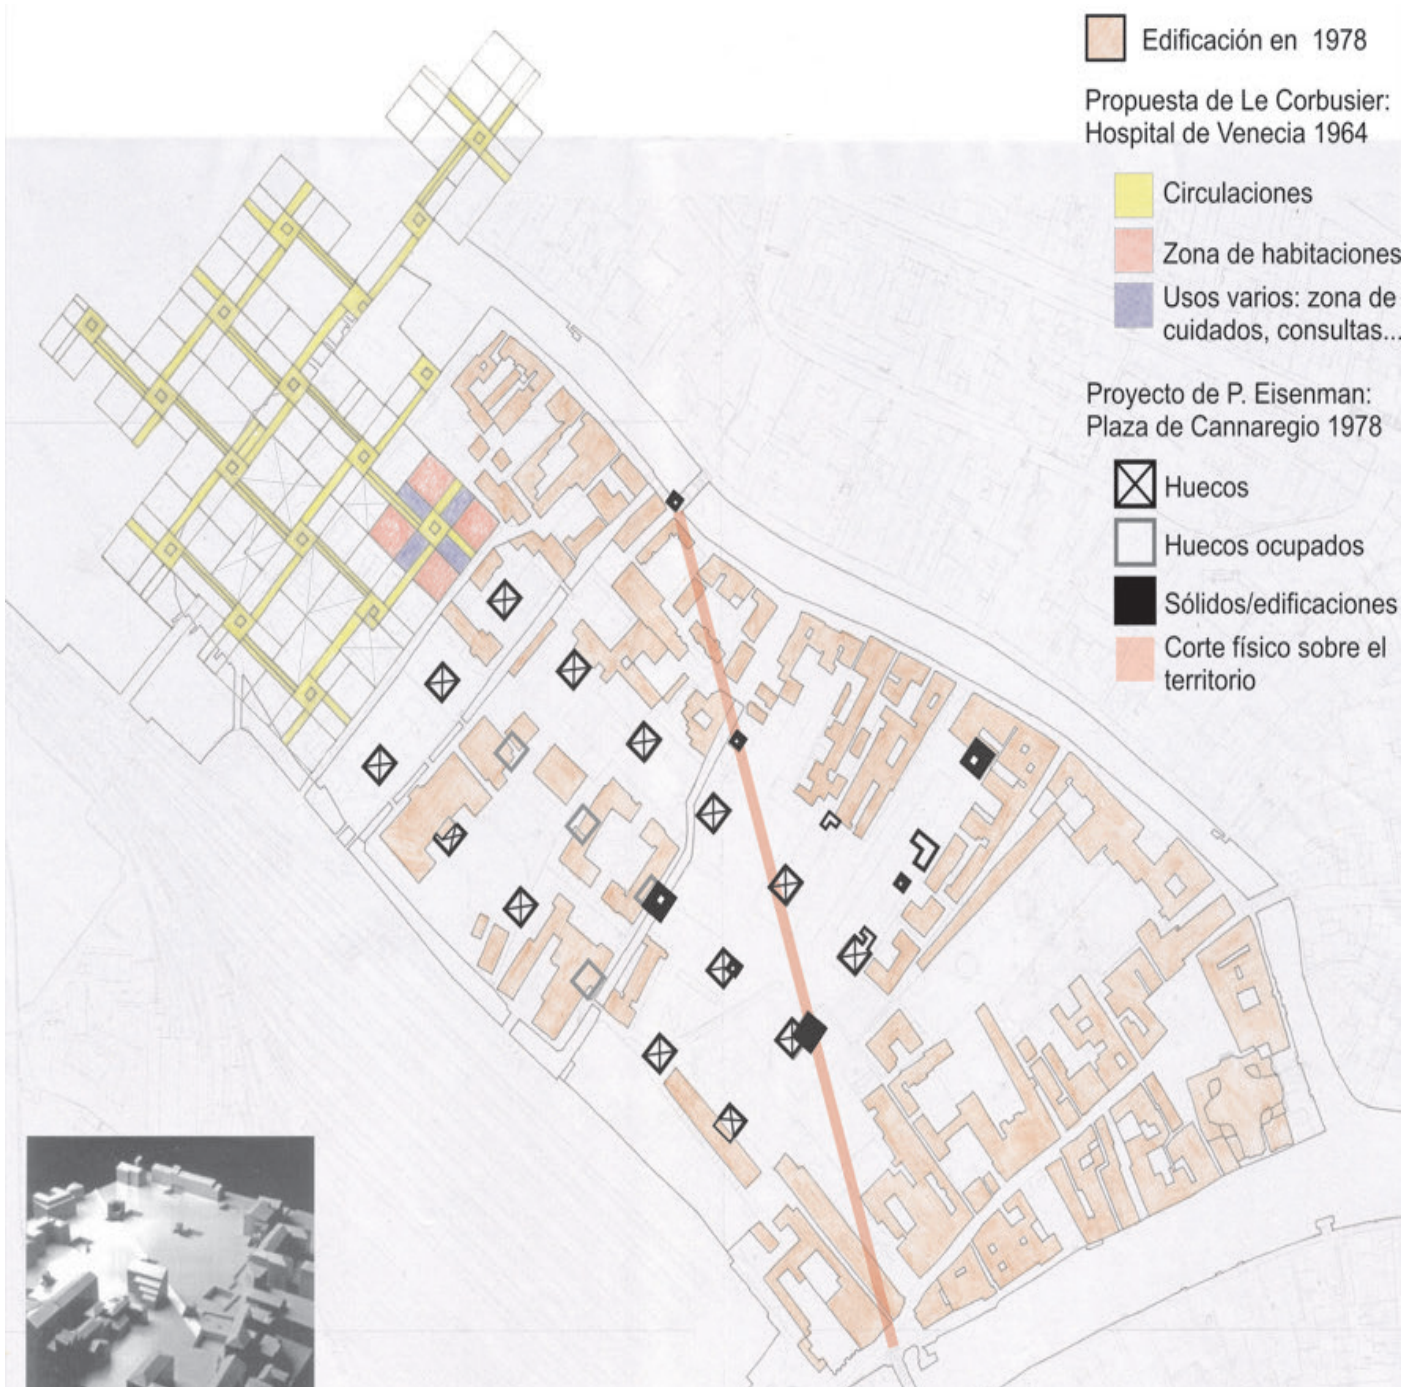 Edificación en 1978
Propuesta de Le Corbusier:
Hospital de Venecia 1964
Circulaciones
Zona de habitaciones
Usos varios: zona de
cuidados, consultas...
Proyecto de P. Eisenman:
Plaza de Cannaregio 1978
Huecos
Huecos ocupados
Sólidos/edificaciones
Corte físico sobre el
territorio